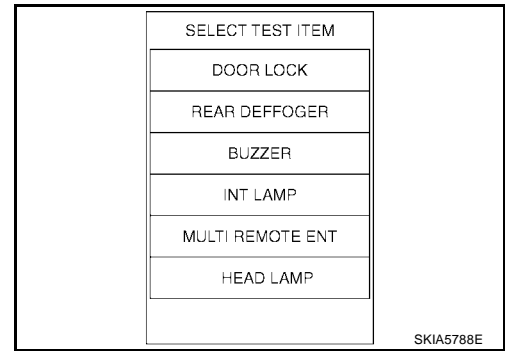 SELECT TEST ITEM
DOOR LOCK
REAR DEFFOGER
BUZZER
INT LAMP
MULTI REMOTE ENT
HEAD LAMP
SKIA5788E